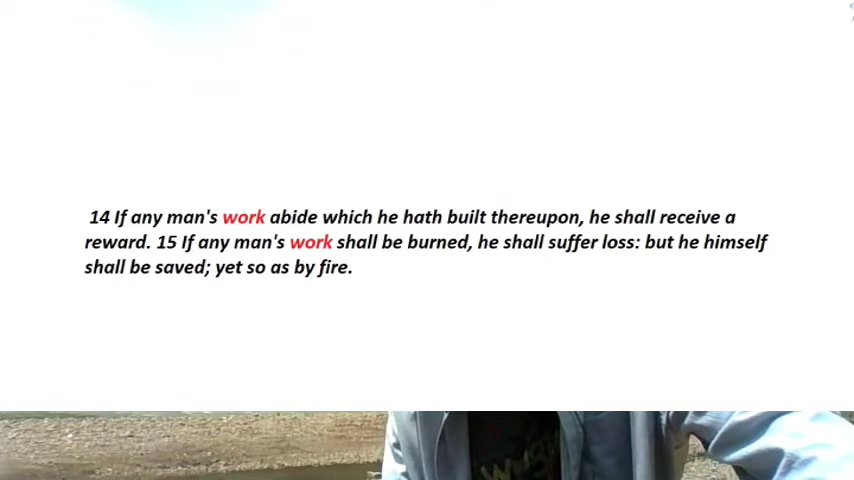 14 If any man's work abide which he hath built thereupon, he shall receive a
reward. 15 If any man's work shall be burned, he shall suffer loss: but he himself
shall be saved; yet so as by fire.